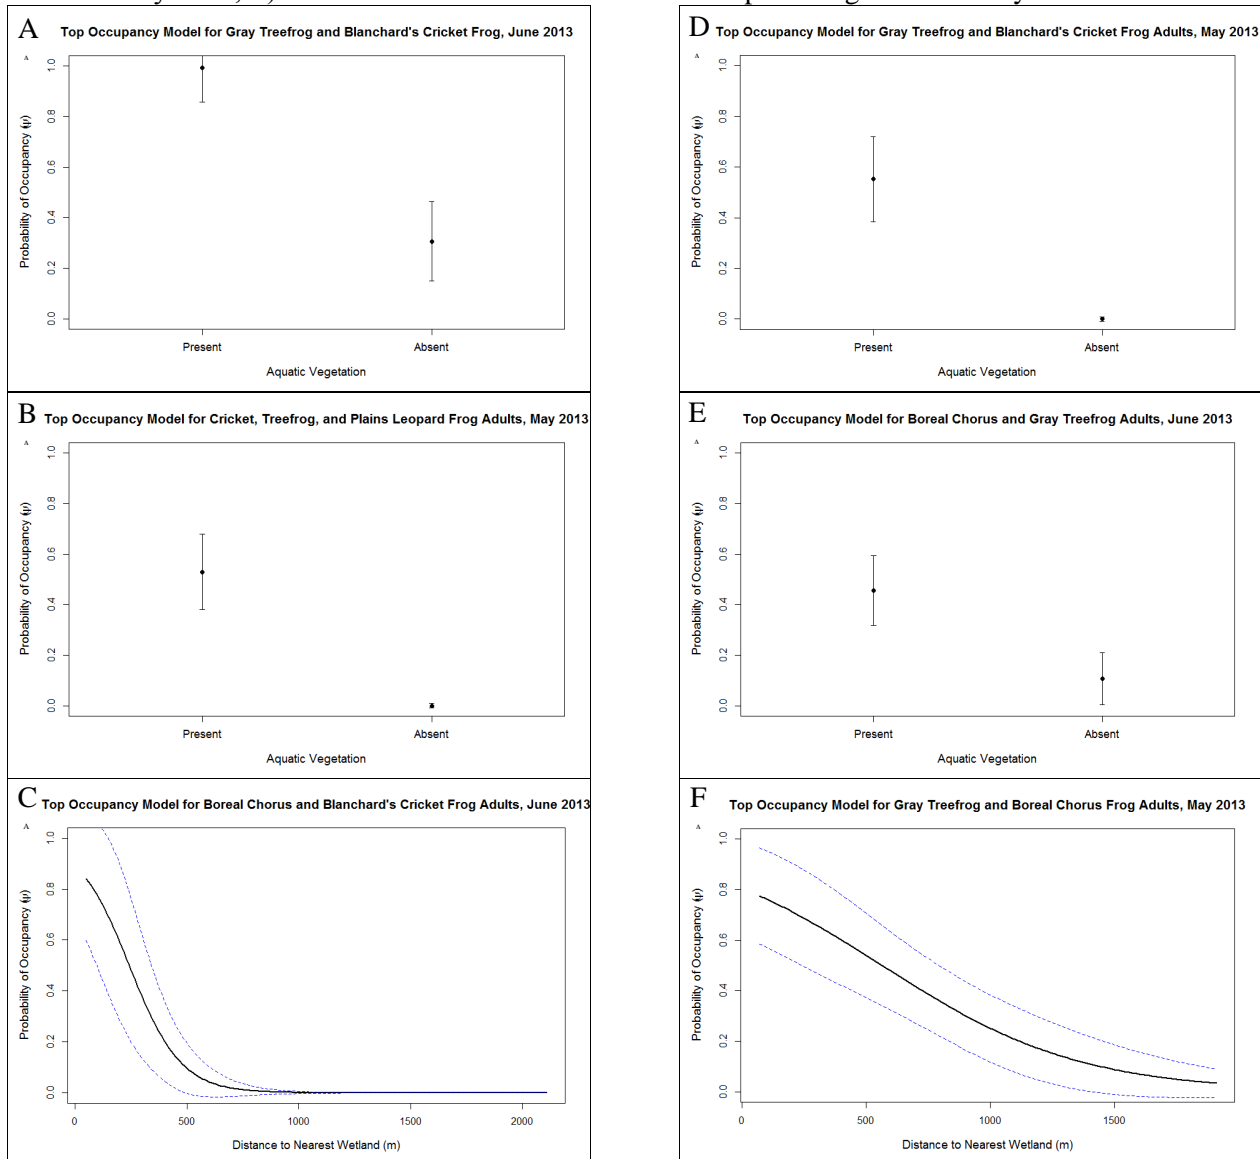 A Top Occupancy Model for Gray Treefrog and Blanchard's Cricket Frog, June 2013
A
Probability of Occupancy (ψ)
1.0
0.8
0.6
0.4
0.2
0.0
Present Absent
Aquatic Vegetation
B Top Occupancy Model for Cricket, Treefrog, and Plains Leopard Frog Adults, May 2013
A
Probability of Occupancy (ψ)
1.0
0.8
0.6
0.4
0.2
0.0
Present Absent
Aquatic Vegetation
C Top Occupancy Model for Boreal Chorus and Blanchard's Cricket Frog Adults, June 2013
A
Probability of Occupancy (ψ)
1.0
0.8
0.6
0.4
0.2
0.0
0 500 1000 1500 2000
Distance to Nearest Wetland (m)
D Top Occupancy Model for Gray Treefrog and Blanchard's Cricket Frog Adults, May 2013
A
Probability of Occupancy (ψ)
1.0
0.8
0.6
0.4
0.2
0.0
Present Absent
Aquatic Vegetation
E Top Occupancy Model for Boreal Chorus and Gray Treefrog Adults, June 2013
A
Probability of Occupancy (ψ)
1.0
0.8
0.6
0.4
0.2
0.0
Present Absent
Aquatic Vegetation
F Top Occupancy Model for Gray Treefrog and Boreal Chorus Frog Adults, May 2013
A
Probability of Occupancy (ψ)
1.0
0.8
0.6
0.4
0.2
0.0
0 500 1000 1500
Distance to Nearest Wetland (m)